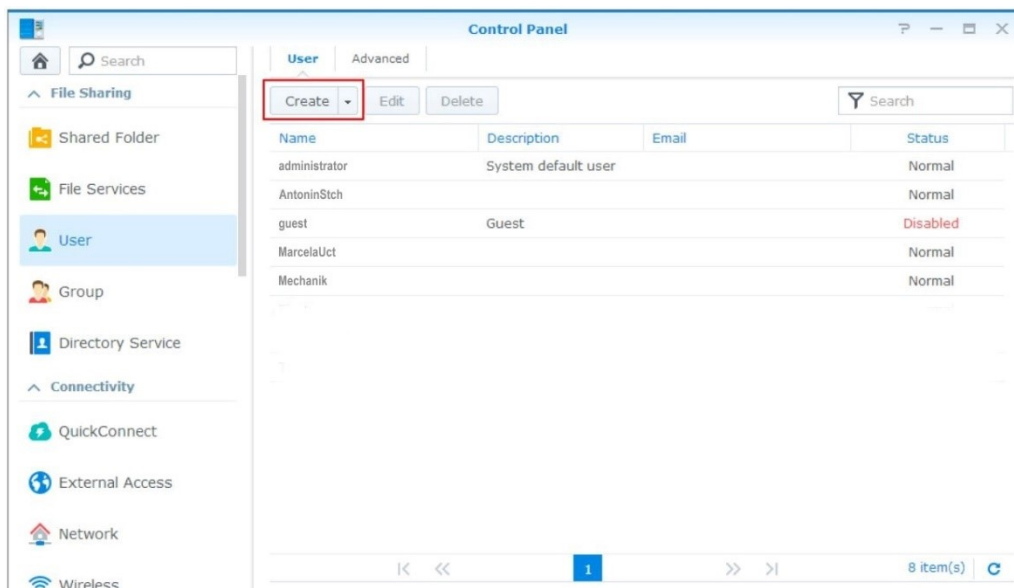 Control Panel
Search
User Advanced
File Sharing
Create Edit Delete Search
Shared Folder
Name Description Email Status
administrator System default user Normal
File Services
AntoninStch Normal
guest Guest Disabled
User
MarcelaUct Normal
Mechanik Normal
Group
Directory Service
Connectivity
QuickConnect
External Access
Network
1 8 item(s)
Wireless